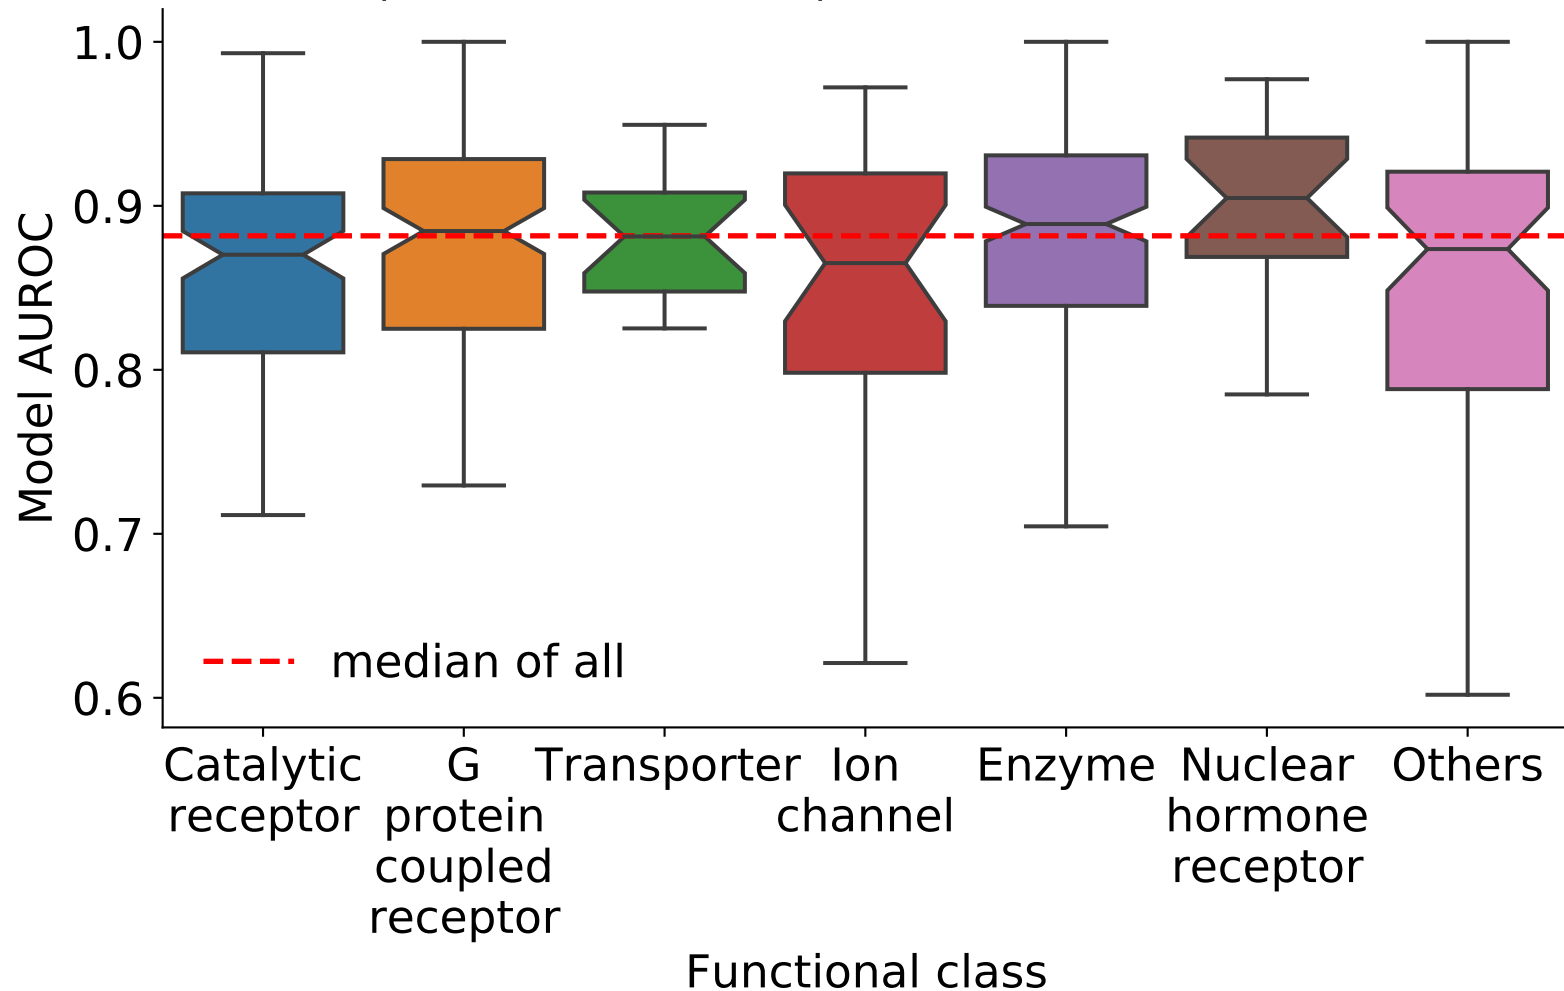 Model AUROC
1.0
0.9
0.8
0.7
0.6
median of all
Catalytic
receptor
G
protein
coupled
receptor
Transporter
Ion
channel
Enzyme
Nuclear
hormone
receptor
Others
Functional class